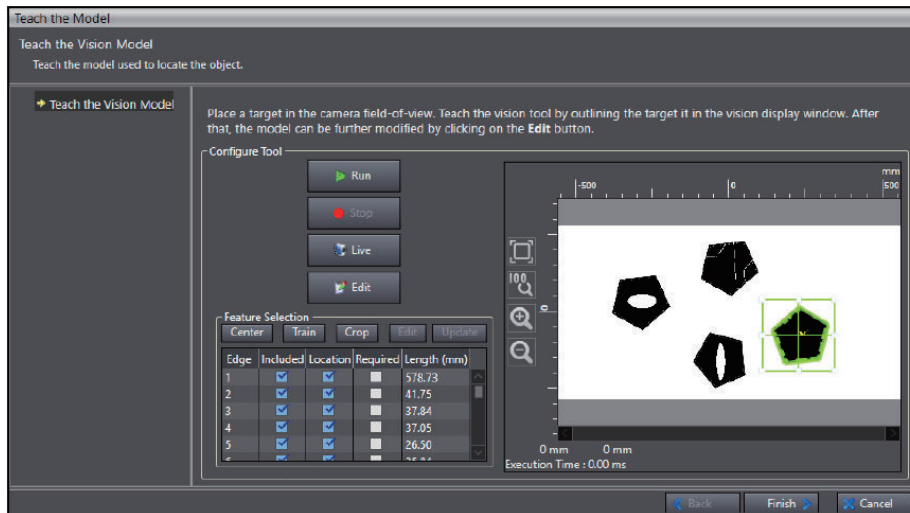 Teach the Model
Teach the Vision Model
Teach the model used to locate the object.
Teach the Vision Model
Place a target in the camera field-of-view. Teach the vision tool by outlining the target it in the vision display window. After
that, the model can be further modified by clicking on the Edit button.
Configure Tool
Run
Stop
Live
Edit
Feature Selection
Center Train Crop Edit Update
Edge Included Location Required Length (mm)
1 578.73
2 41.75
3 37.84
4 37.05
5 26.50
mm
-500 0 500
100
0
0 mm 0 mm
Execution Time : 0.00 ms
Back Finish Cancel